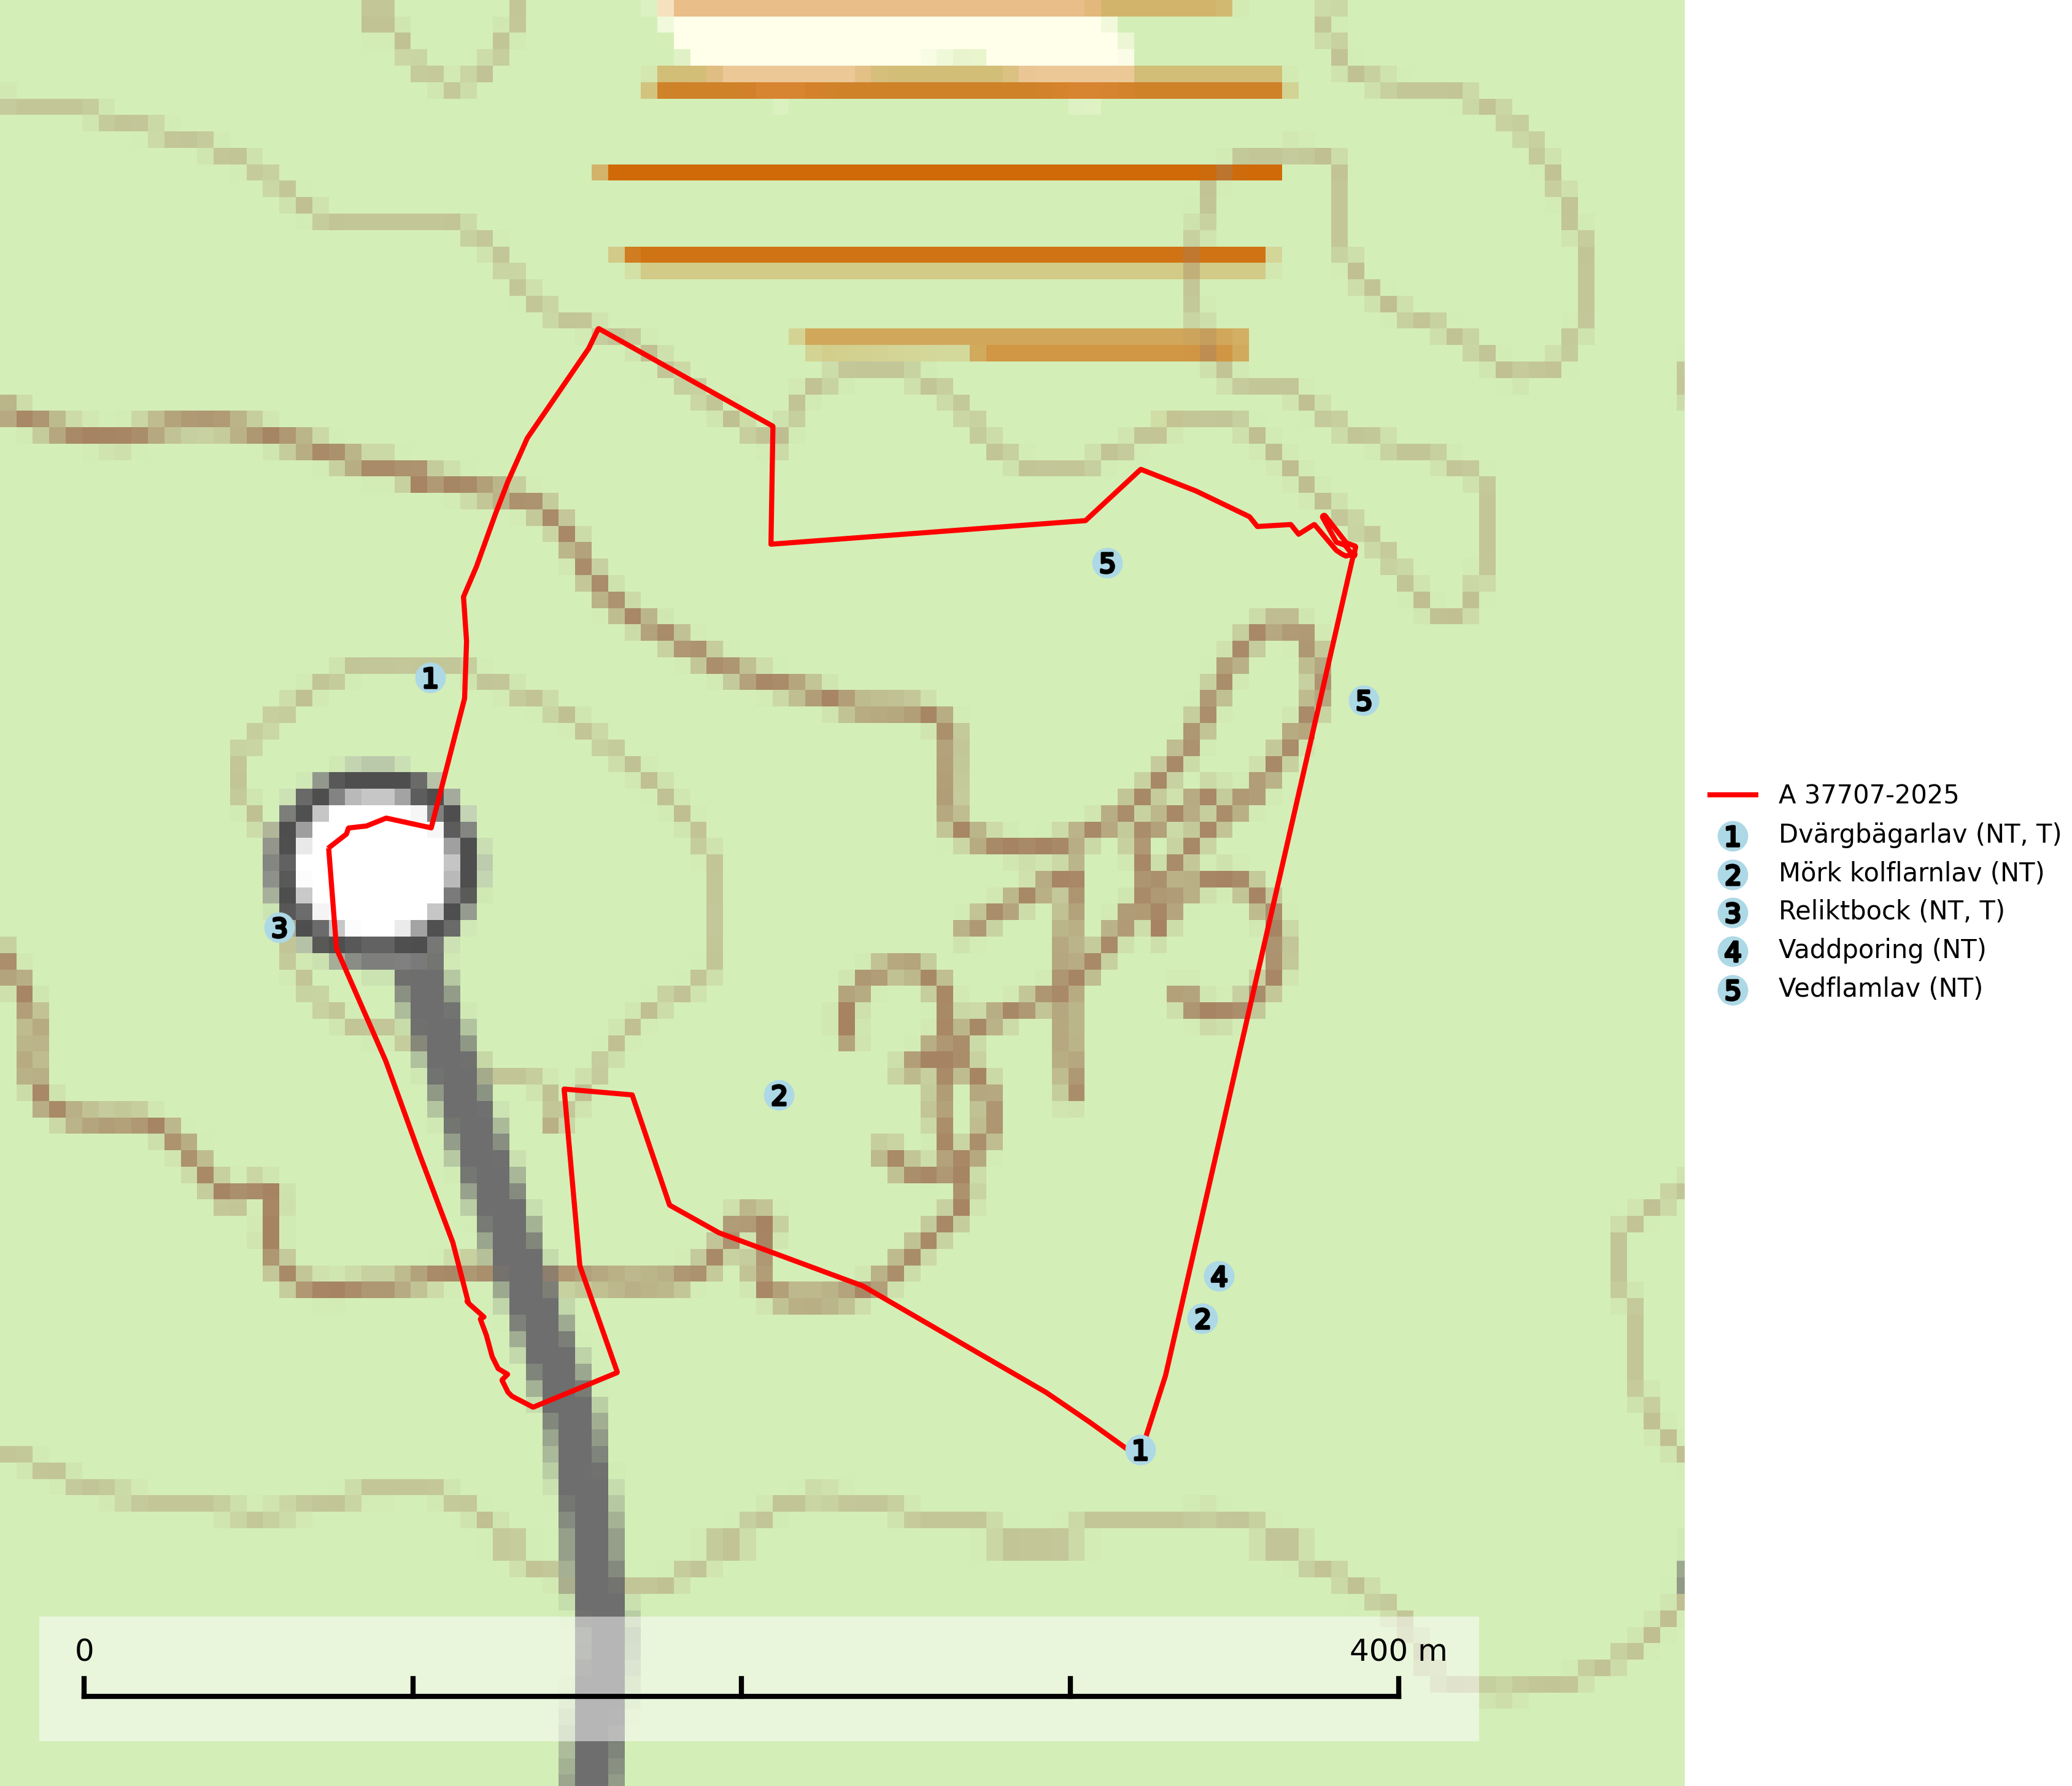 1
5
5
3
2
4
2
1
0 400 m
A 37707-2025
1 Dvärgbägarlav (NT, T)
2 Mörk kolflarnlav (NT)
3 Reliktbock (NT, T)
4 Vaddporing (NT)
5 Vedflamlav (NT)